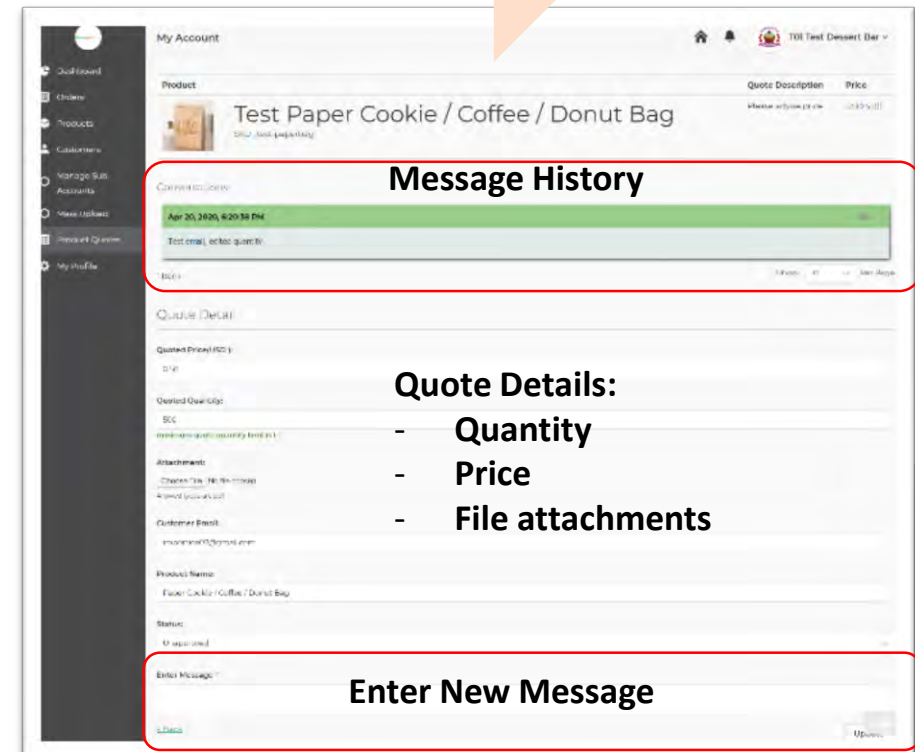 My Account
TOI Test Dessert Bar
Dashboard
Orders
Products
Customers
Manage Sub
Accounts
Mass Upload
Product Quotes
My Profile
Product
Quote Description
Price
Test Paper Cookie / Coffee / Donut Bag
Please advise price
Message History
Apr 20, 2020, 6:20:38 PM
Test email, edited quantity
Quote Detail
Quoted Quantity:
500
Quote Details:
- Quantity
- Price
- File attachments
Attachment:
Customer Email:
Product Name:
Paper Cookie / Coffee / Donut Bag
Status:
Unapproved
Enter Message *
Enter New Message